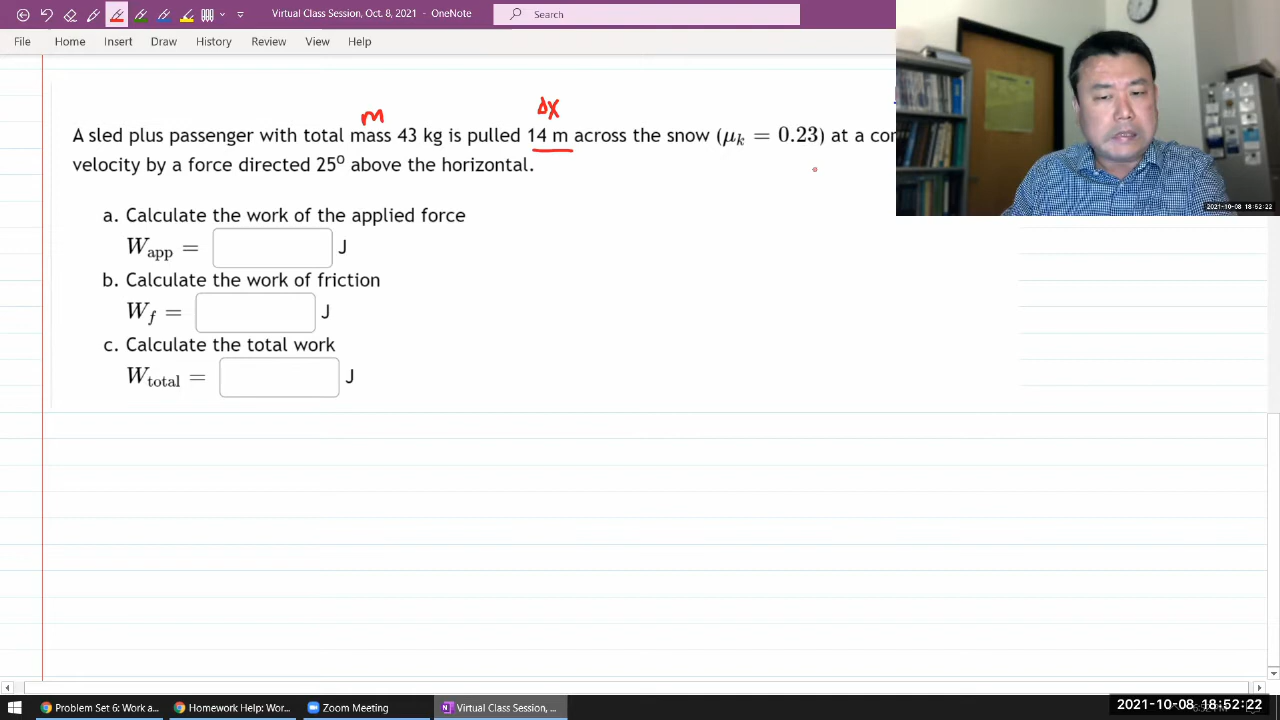 Virtual Class Session, Oct. 8, 2021 - OneNote
Search
File Home Insert Draw History Review View Help
m
Δx
A sled plus passenger with total mass 43 kg is pulled 14 m across the snow (μk = 0.23) at a con
velocity by a force directed 25° above the horizontal.
a. Calculate the work of the applied force
Wapp = J
b. Calculate the work of friction
Wf = J
c. Calculate the total work
Wtotal = J
2021-10-08 18:52:22
Problem Set 6: Work a... Homework Help: Wor... Zoom Meeting Virtual Class Session, ...
2021-10-08 18:52:22